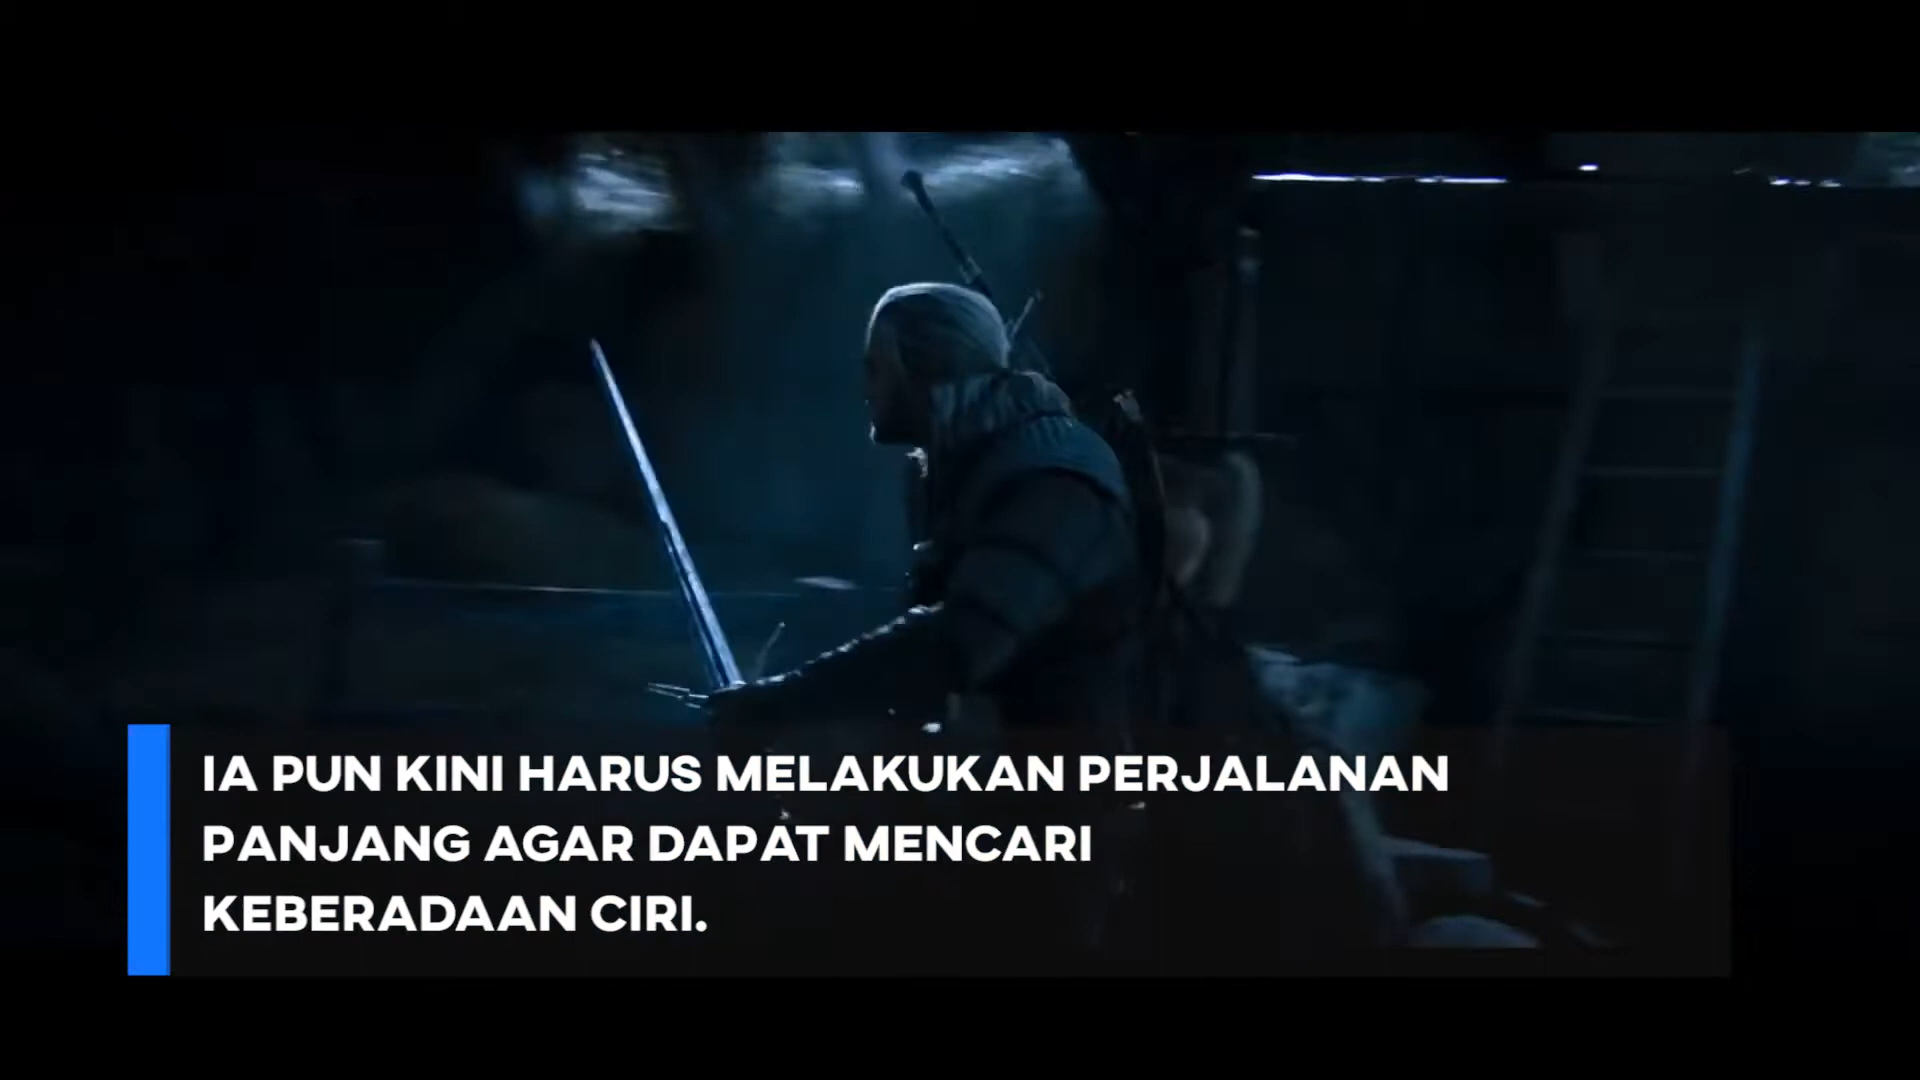 IA PUN KINI HARUS MELAKUKAN PERJALANAN
PANJANG AGAR DAPAT MENCARI
KEBERADAAN CIRI.